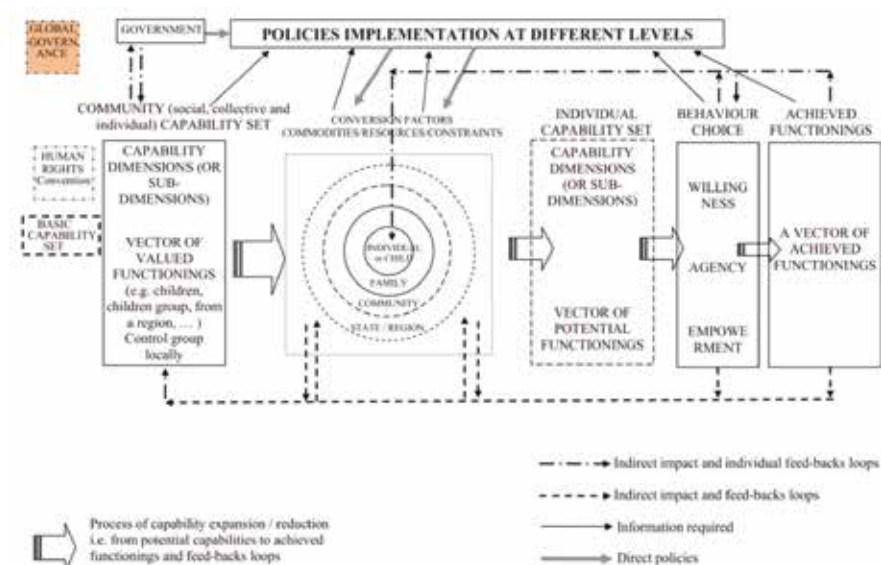 GLOBAL
GOVERN
ANCE
GOVERNMENT
POLICIES IMPLEMENTATION AT DIFFERENT LEVELS
COMMUNITY (social, collective and
individual) CAPABILITY SET
CONVERSION FACTORS
COMMODITIES/RESOURCES/CONSTRAINTS
INDIVIDUAL
CAPABILITY SET
BEHAVIOUR
CHOICE
ACHIEVED
FUNCTIONINGS
HUMAN
RIGHTS
Convention
BASIC
CAPABILITY
SET
CAPABILITY
DIMENSIONS (OR
SUB-
DIMENSIONS)
VECTOR OF
VALUED
FUNCTIONINGS
(e.g. children,
children group, from
a region, … )
Control group
locally
INDIVIDUAL
or CHILD
FAMILY
COMMUNITY
STATE / REGION
CAPABILITY
DIMENSIONS
(OR SUB-
DIMENSIONS)
VECTOR OF
POTENTIAL
FUNCTIONINGS
WILLING
NESS
AGENCY
EMPOWE
RMENT
A VECTOR OF
ACHIEVED
FUNCTIONINGS
Process of capability expansion / reduction
i.e. from potential capabilities to achieved
functionings and feed-backs loops
Indirect impact and individual feed-backs loops
Indirect impact and feed-backs loops
Information required
Direct policies